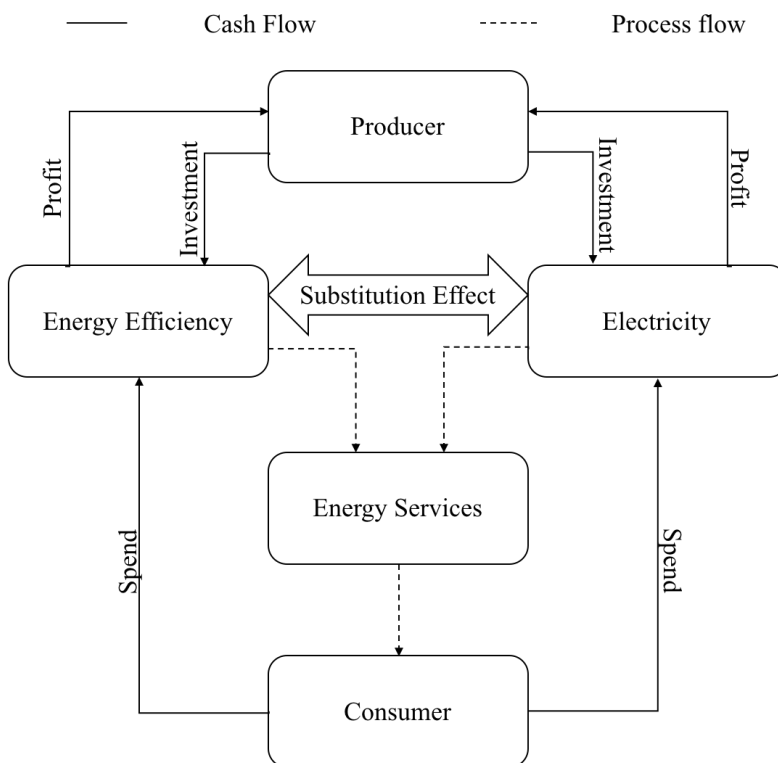 Cash Flow
Process flow
Producer
Profit
Investment
Investment
Profit
Energy Efficiency
Substitution Effect
Electricity
Energy Services
Spend
Spend
Consumer